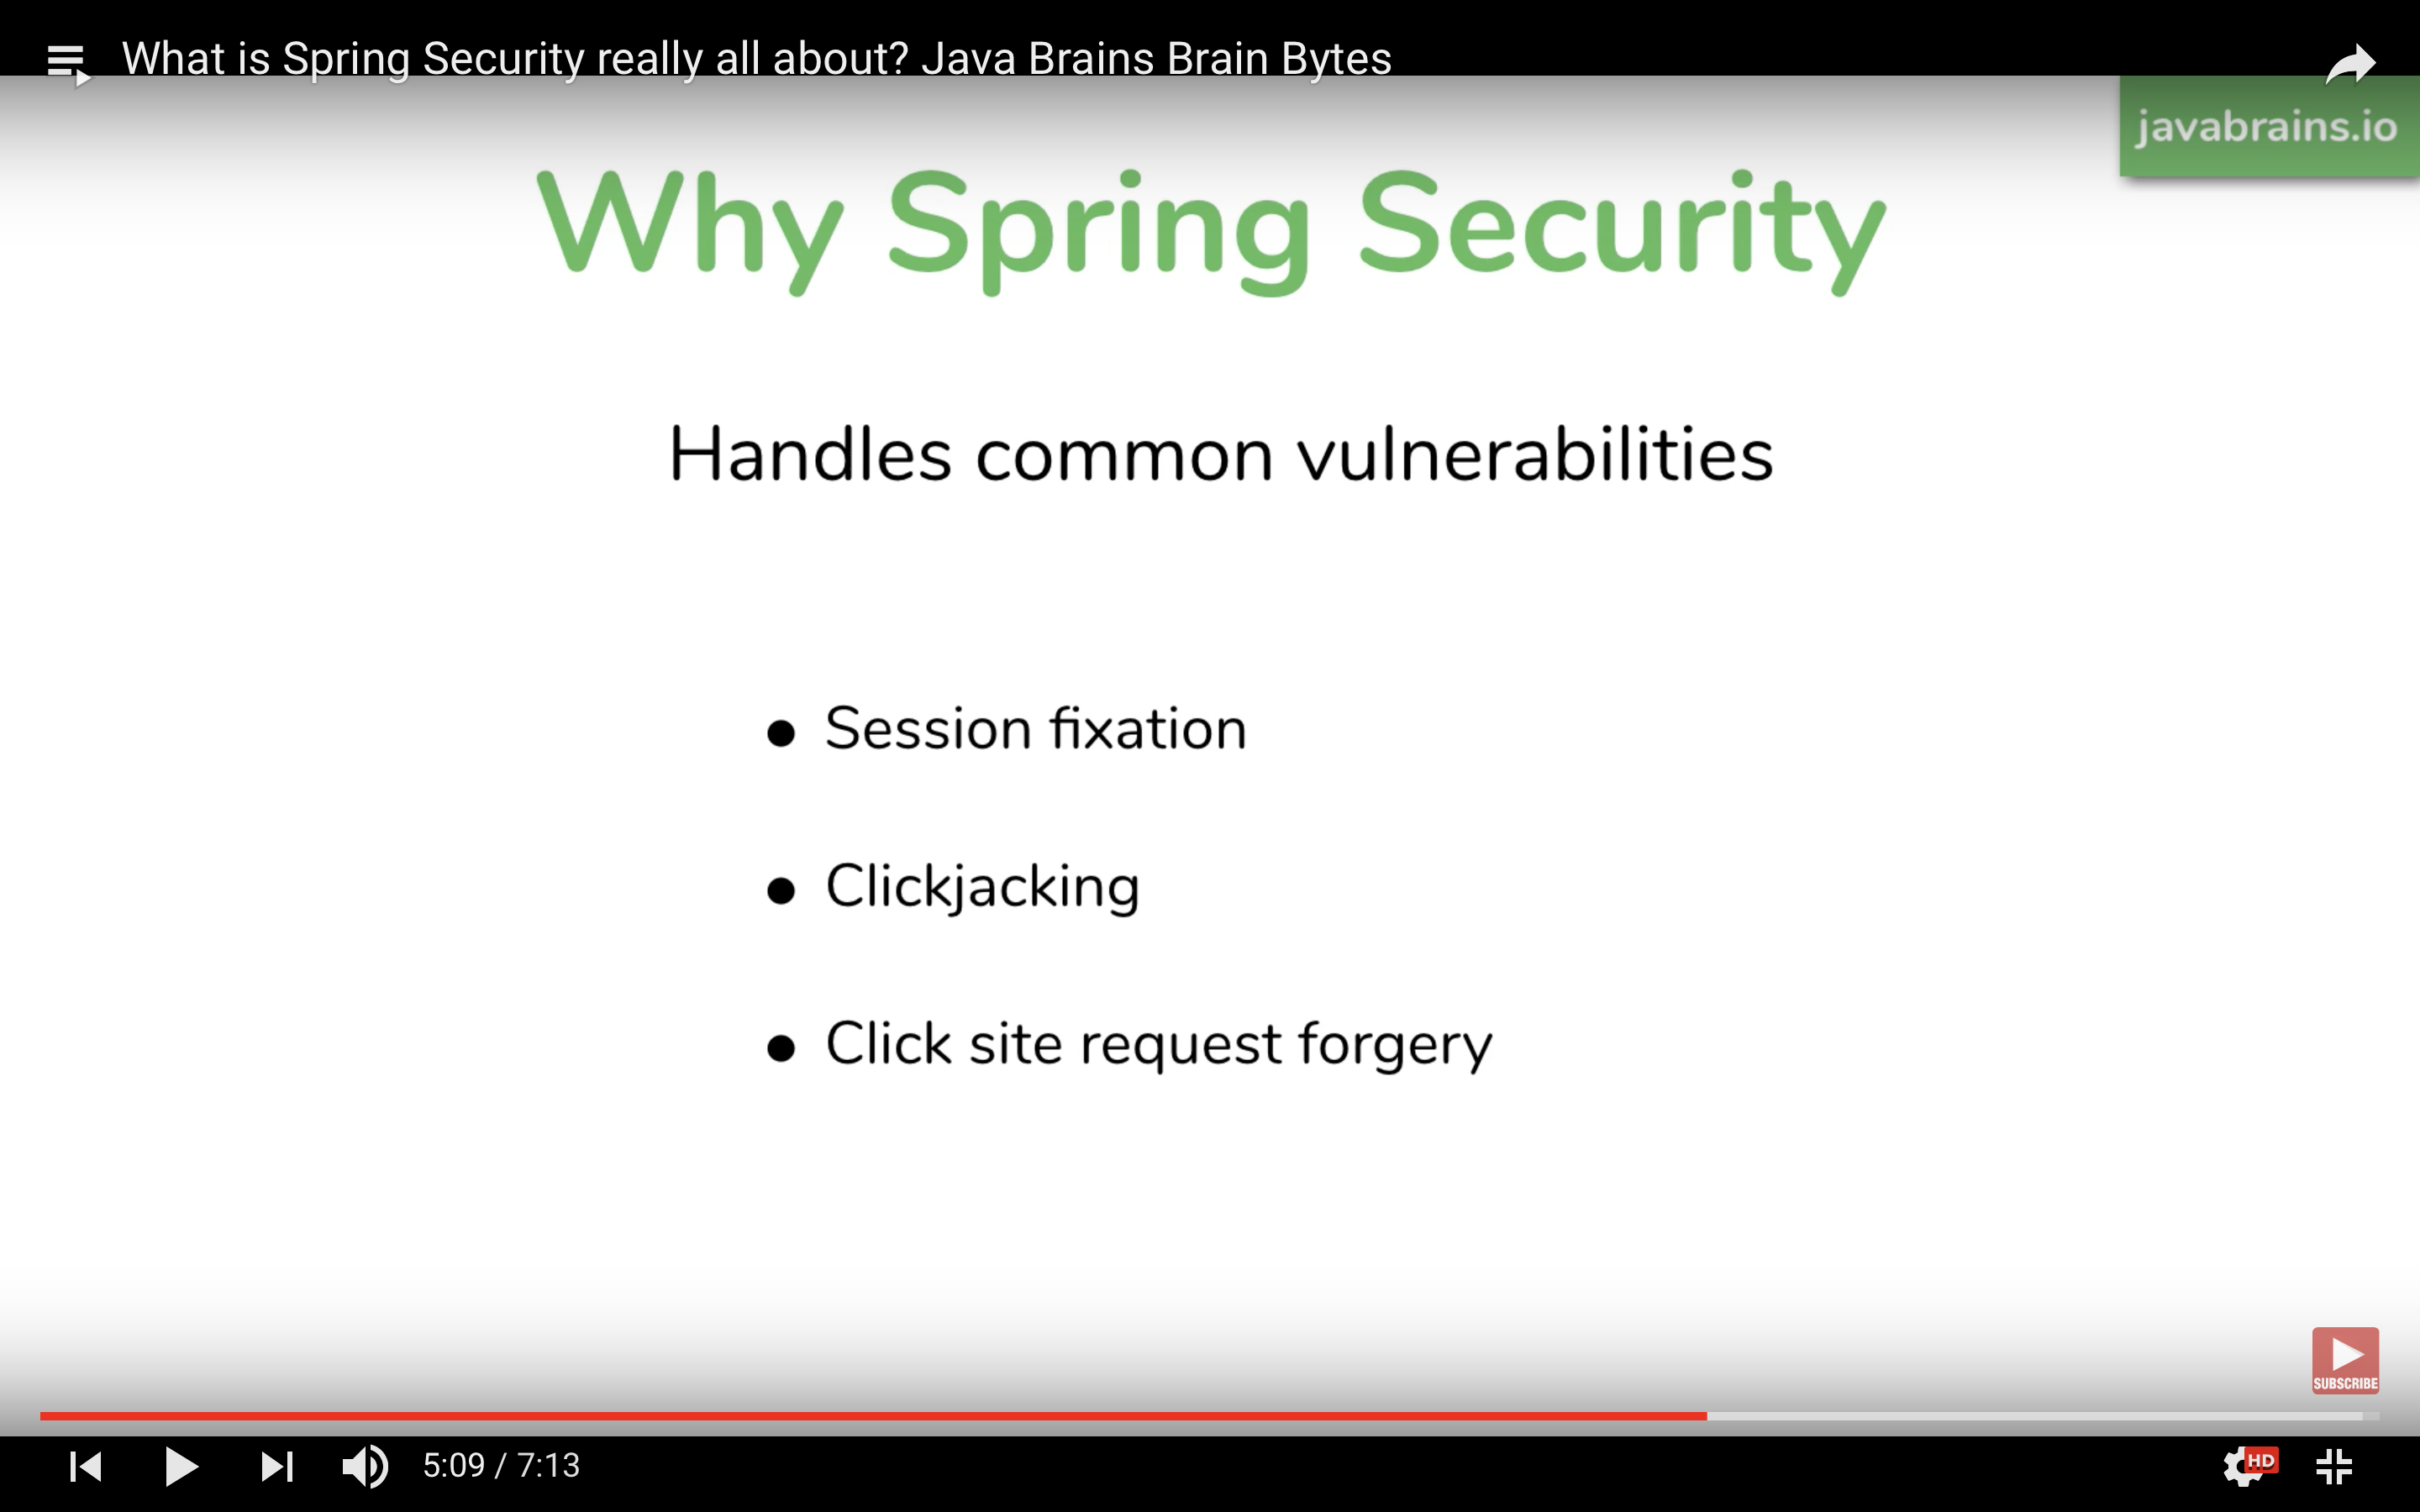 What is Spring Security really all about? Java Brains Brain Bytes
javabrains.io
Why Spring Security
Handles common vulnerabilities
● Session fixation
● Clickjacking
● Click site request forgery
SUBSCRIBE
5:09 / 7:13
HD